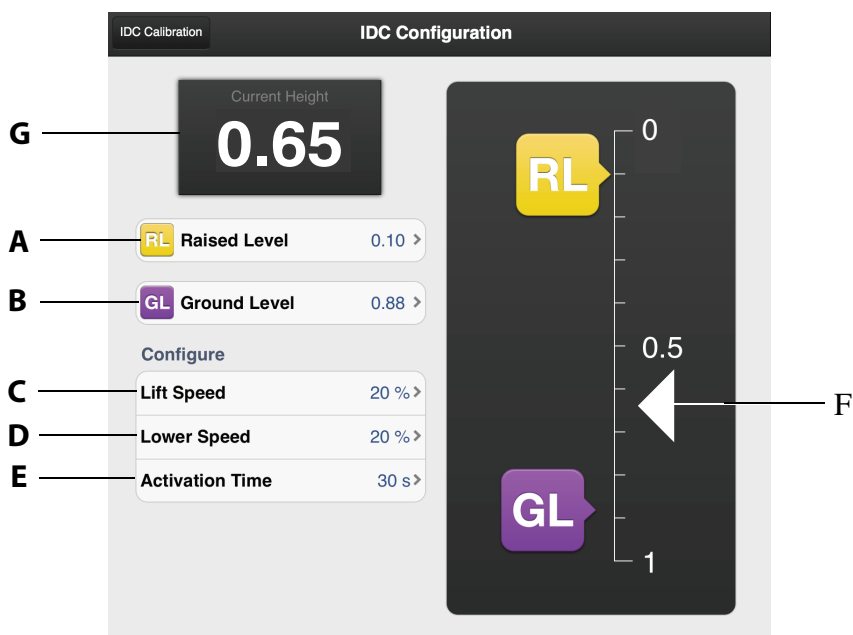 IDC Calibration
IDC Configuration
Current Height
0.65
G
A
RL Raised Level 0.10 >
B
GL Ground Level 0.88 >
Configure
C
Lift Speed 20 % >
D
Lower Speed 20 % >
E
Activation Time 30 s >
RL
0
0.5
F
GL
1